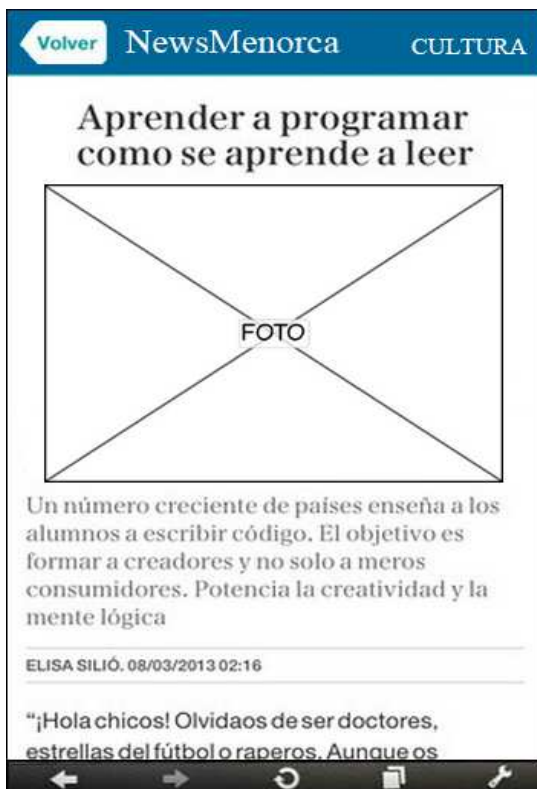 Volver NewsMenorca CULTURA
Aprender a programar
como se aprende a leer
FOTO
Un número creciente de países enseña a los
alumnos a escribir código. El objetivo es
formar a creadores y no solo a meros
consumidores. Potencia la creatividad y la
mente lógica
ELISA SILIÓ. 08/03/2013 02:16
“¡Hola chicos! Olvidaos de ser doctores,
estrellas del fútbol o raperos. Aunque os